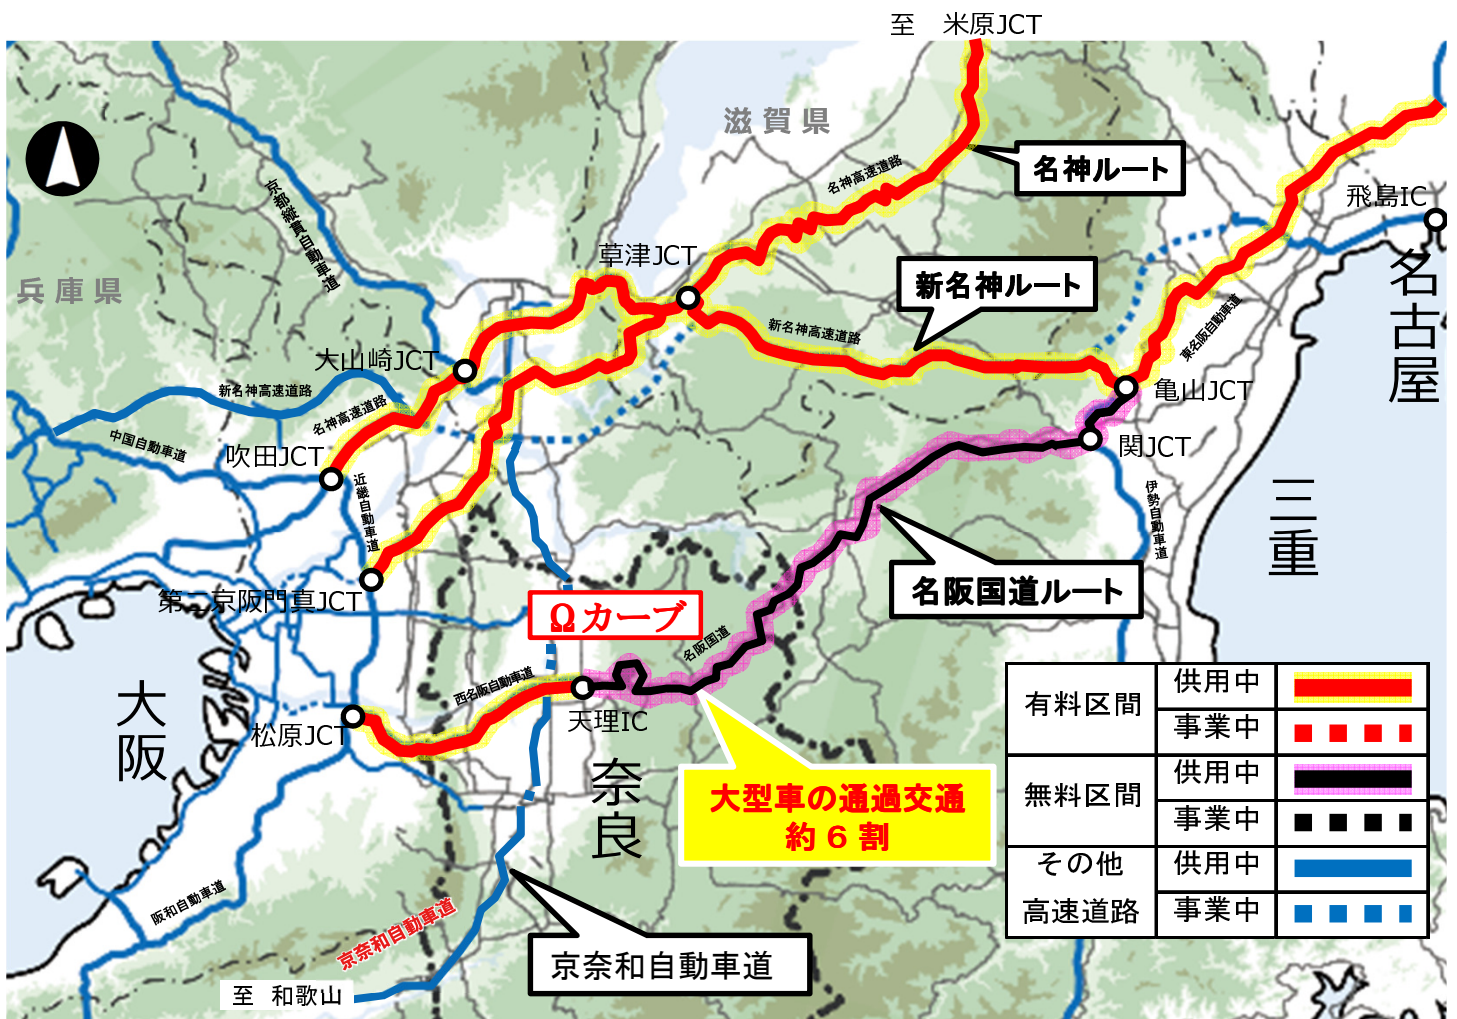 至 米原JCT
滋賀県
名神高速道路
名神ルート
飛島IC
名古屋
京都縦貫自動車道
兵庫県
草津JCT
新名神ルート
新名神高速道路
東名阪自動車道
大山崎JCT
新名神高速道路
名神高速道路
亀山JCT
中国自動車道
吹田JCT
関JCT
近畿自動車道
伊勢自動車道
三重
第二京阪門真JCT
名阪国道ルート
Ωカーブ
名阪国道
西名阪自動車道
大阪
松原JCT
天理IC
奈良
大型車の通過交通
約6割
阪和自動車道
京奈和自動車道
京奈和自動車道
至 和歌山
有料区間
供用中
事業中
無料区間
供用中
事業中
その他
高速道路
供用中
事業中